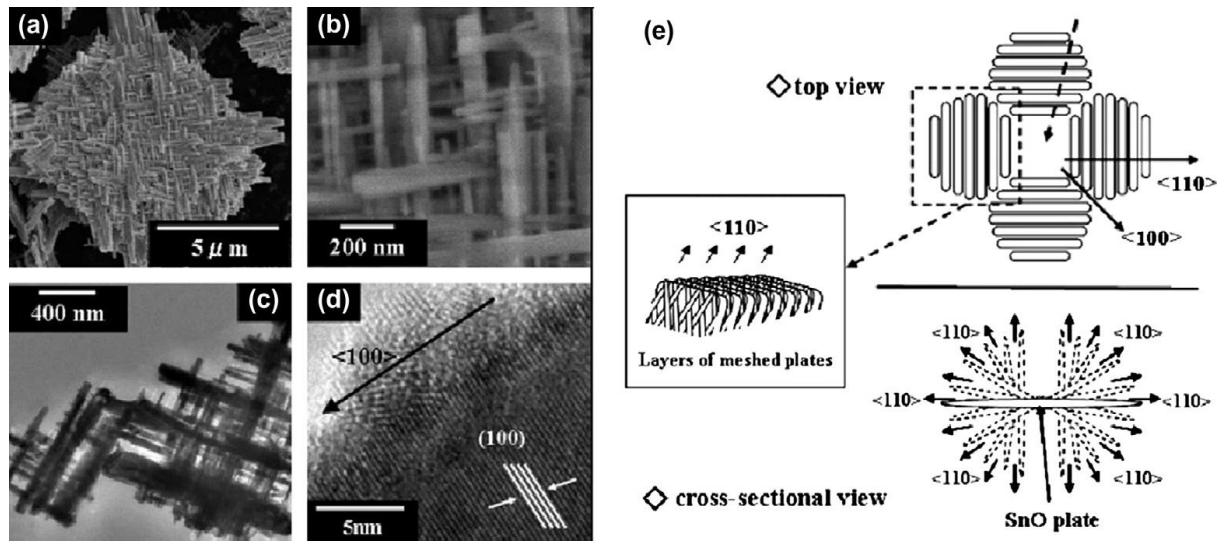 (a)
5 μ m
(b)
200 nm
(c)
400 nm
(d)
<100>
(100)
5nm
(e)
◇ top view
<110>
<100>
<110>
Layers of meshed plates
<110>
<110>
<110>
<110>
<110>
<110>
◇ cross-sectional view
SnO plate